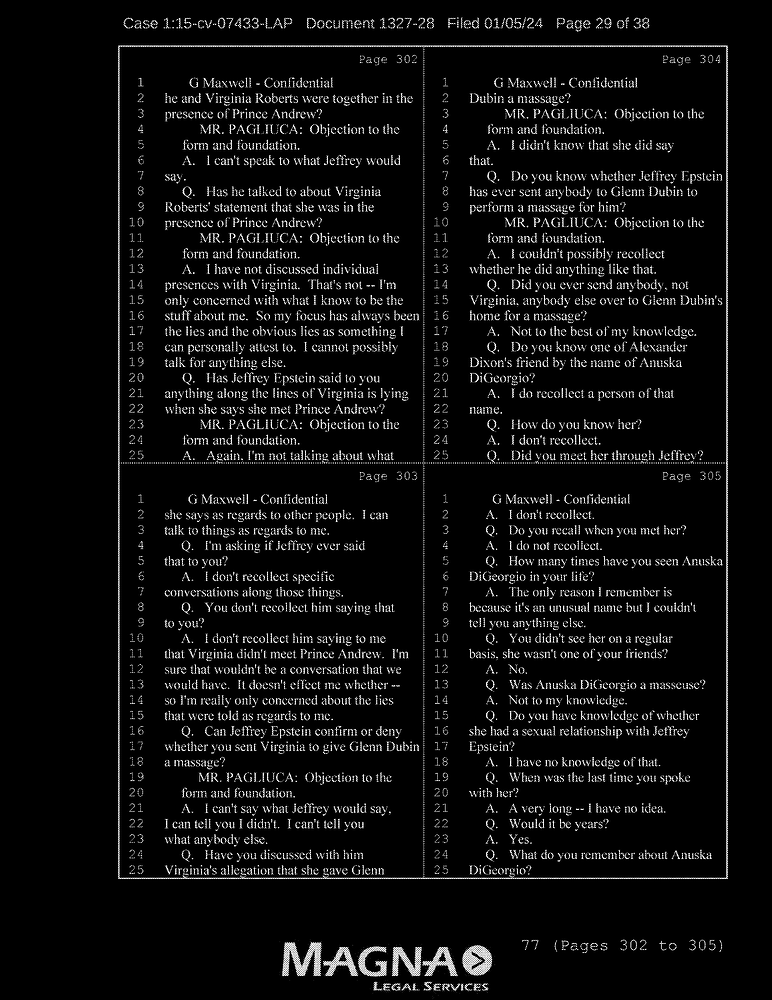 Case 1:15-cv-07433-LAP Document 1327-28 Filed 01/05/24 Page 29 of 38
Page 302
1 G Maxwell - Confidential
2 he and Virginia Roberts were together in the
3 presence of Prince Andrew?
4 MR. PAGLIUCA: Objection to the
5 form and foundation.
6 A. I can't speak to what Jeffrey would
7 say.
8 Q. Has he talked to about Virginia
9 Roberts' statement that she was in the
10 presence of Prince Andrew?
11 MR. PAGLIUCA: Objection to the
12 form and foundation.
13 A. I have not discussed individual
14 presences with Virginia. That's not -- I'm
15 only concerned with what I know to be the
16 stuff about me. So my focus has always been
17 the lies and the obvious lies as something I
18 can personally attest to. I cannot possibly
19 talk for anything else.
20 Q. Has Jeffrey Epstein said to you
21 anything along the lines of Virginia is lying
22 when she says she met Prince Andrew?
23 MR. PAGLIUCA: Objection to the
24 form and foundation.
25 A. Again, I'm not talking about what
Page 303
1 G Maxwell - Confidential
2 she says as regards to other people. I can
3 talk to things as regards to me.
4 Q. I'm asking if Jeffrey ever said
5 that to you?
6 A. I don't recollect specific
7 conversations along those things.
8 Q. You don't recollect him saying that
9 to you?
10 A. I don't recollect him saying to me
11 that Virginia didn't meet Prince Andrew. I'm
12 sure that wouldn't be a conversation that we
13 would have. It doesn't effect me whether --
14 so I'm really only concerned about the lies
15 that were told as regards to me.
16 Q. Can Jeffrey Epstein confirm or deny
17 whether you sent Virginia to give Glenn Dubin
18 a massage?
19 MR. PAGLIUCA: Objection to the
20 form and foundation.
21 A. I can't say what Jeffrey would say,
22 I can tell you I didn't. I can't tell you
23 what anybody else.
24 Q. Have you discussed with him
25 Virginia's allegation that she gave Glenn
Page 304
1 G Maxwell - Confidential
2 Dubin a massage?
3 MR. PAGLIUCA: Objection to the
4 form and foundation.
5 A. I didn't know that she did say
6 that.
7 Q. Do you know whether Jeffrey Epstein
8 has ever sent anybody to Glenn Dubin to
9 perform a massage for him?
10 MR. PAGLIUCA: Objection to the
11 form and foundation.
12 A. I couldn't possibly recollect
13 whether he did anything like that.
14 Q. Did you ever send anybody, not
15 Virginia, anybody else over to Glenn Dubin's
16 home for a massage?
17 A. Not to the best of my knowledge.
18 Q. Do you know one of Alexander
19 Dixon's friend by the name of Anuska
20 DiGeorgio?
21 A. I do recollect a person of that
22 name.
23 Q. How do you know her?
24 A. I don't recollect.
25 Q. Did you meet her through Jeffrey?
Page 305
1 G Maxwell - Confidential
2 A. I don't recollect.
3 Q. Do you recall when you met her?
4 A. I do not recollect.
5 Q. How many times have you seen Anuska
6 DiGeorgio in your life?
7 A. The only reason I remember is
8 because it's an unusual name but I couldn't
9 tell you anything else.
10 Q. You didn't see her on a regular
11 basis, she wasn't one of your friends?
12 A. No.
13 Q. Was Anuska DiGeorgio a masseuse?
14 A. Not to my knowledge.
15 Q. Do you have knowledge of whether
16 she had a sexual relationship with Jeffrey
17 Epstein?
18 A. I have no knowledge of that.
19 Q. When was the last time you spoke
20 with her?
21 A. A very long -- I have no idea.
22 Q. Would it be years?
23 A. Yes.
24 Q. What do you remember about Anuska
25 DiGeorgio?
77 (Pages 302 to 305)
MAGNA
LEGAL SERVICES